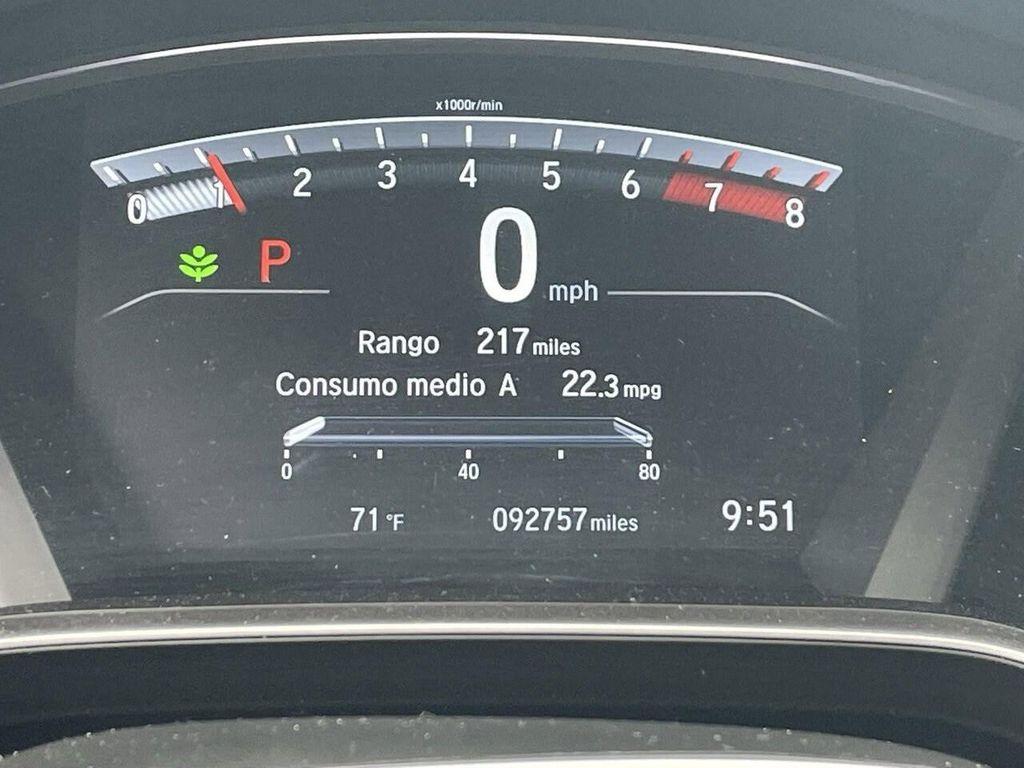 x1000r/min
0 1 2 3 4 5 6 7 8
P 0 mph
Rango 217 miles
Consumo medio A 22.3 mpg
0 40 80
71 °F 092757 miles 9:51